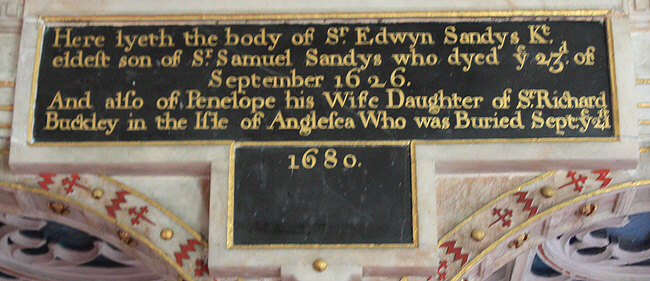 Here lyeth the body of Sr. Edwyn Sandys Kt.
eldeſt son of Sr. Samuel Sandys who dyed ye 23d. of
September 1626.
And alſo of Penelope his Wife Daughter of Sr. Richard
Buckley in the Iſle of Angleſea Who was Buried Sept. ye
1680.